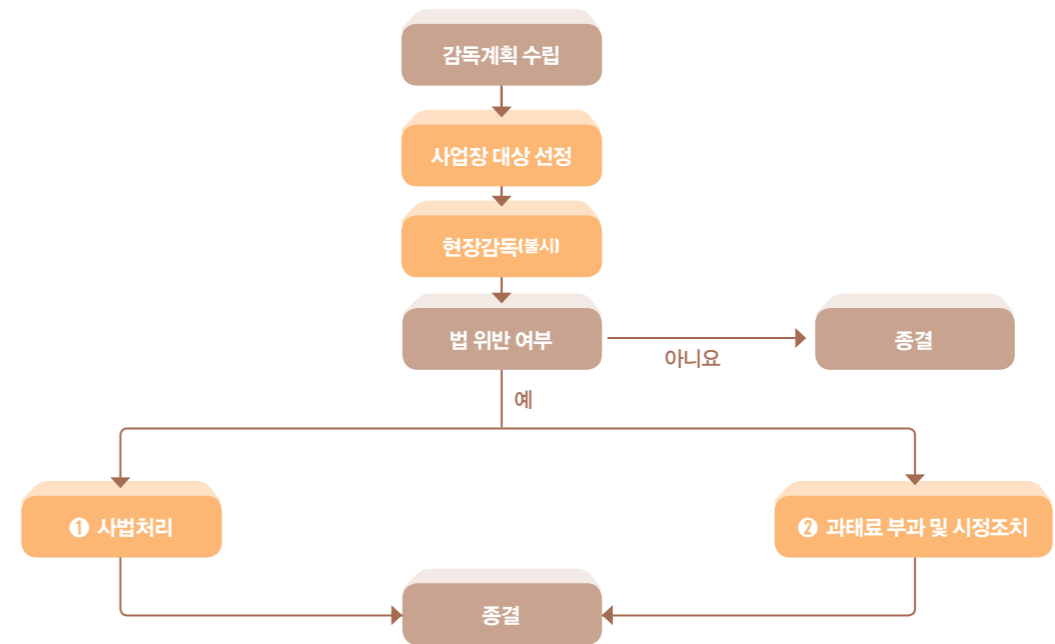 감독계획 수립
사업장 대상 선정
현장감독(불시)
법 위반 여부
아니요
종결
예
❶ 사법처리
❷ 과태료 부과 및 시정조치
종결